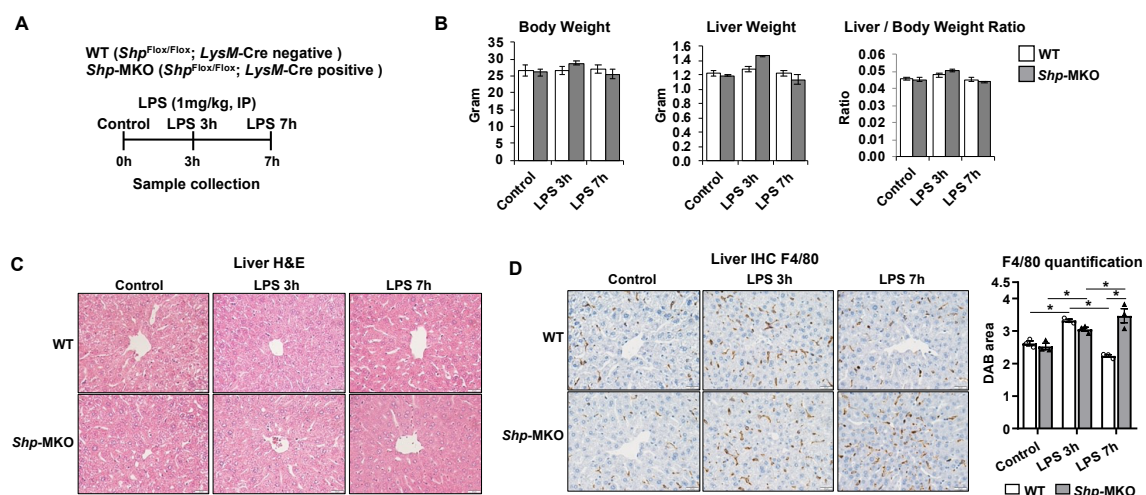 A
WT (Shp^Flox/Flox; LysM-Cre negative )
Shp-MKO (Shp^Flox/Flox; LysM-Cre positive )
LPS (1mg/kg, IP)
Control LPS 3h LPS 7h
0h 3h 7h
Sample collection
B
Body Weight
Gram
35
30
25
20
15
10
5
0
Control LPS 3h LPS 7h
Liver Weight
Gram
1.6
1.4
1.2
1.0
0.8
0.6
0.4
0.2
0.0
Control LPS 3h LPS 7h
Liver / Body Weight Ratio
Ratio
0.06
0.05
0.04
0.03
0.02
0.01
0.00
Control LPS 3h LPS 7h
WT
Shp-MKO
C
Liver H&E
Control LPS 3h LPS 7h
WT
Shp-MKO
D
Liver IHC F4/80
Control LPS 3h LPS 7h
WT
Shp-MKO
F4/80 quantification
DAB area
4.5
4
3
2
1
0
* * * * *
Control LPS 3h LPS 7h
WT Shp-MKO